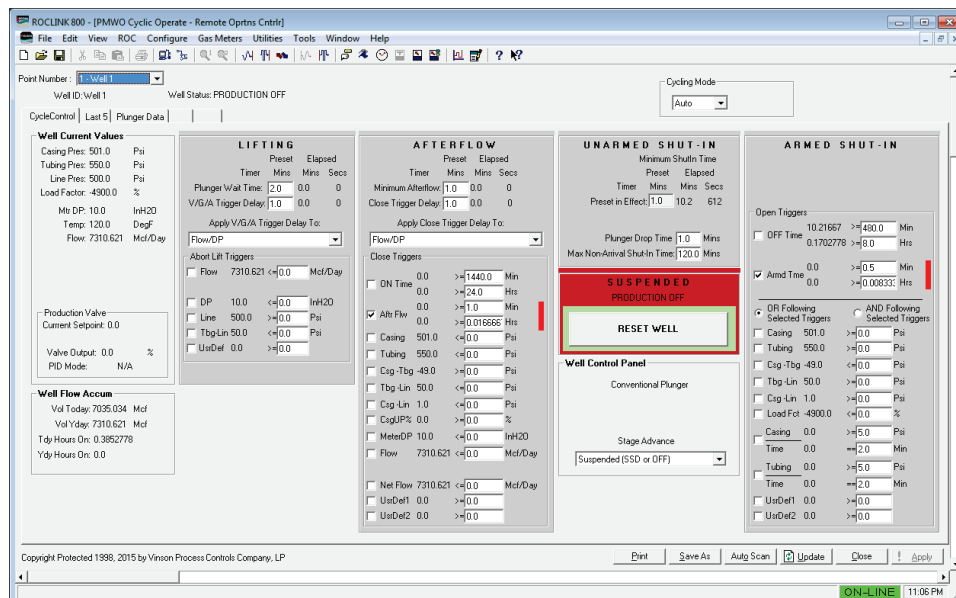 ROCLINK 800 - [PMWO Cyclic Operate - Remote Oprtns Cntrlr]
File Edit View ROC Configure Gas Meters Utilities Tools Window Help
Point Number : 1 - Well 1
Well ID: Well 1 Well Status: PRODUCTION OFF
Cycling Mode
Auto
CycleControl Last 5 Plunger Data
Well Current Values
Casing Pres: 501.0 Psi
Tubing Pres: 550.0 Psi
Line Pres: 500.0 Psi
Load Factor: -4900.0 %
Mtr DP: 10.0 InH2O
Temp: 120.0 DegF
Flow: 7310.621 Mcf/Day
Production Valve
Current Setpoint: 0.0
Valve Output: 0.0 %
PID Mode: N/A
Well Flow Accum
Vol Today: 7035.034 Mcf
Vol Yday: 7310.621 Mcf
Tdy Hours On: 0.3852778
Ydy Hours On: 0.0
LIFTING
Preset Elapsed
Timer Mins Mins Secs
Plunger Wait Time: 2.0 0.0 0
V/G/A Trigger Delay: 1.0 0.0 0
Apply V/G/A Trigger Delay To:
Flow/DP
Abort Lift Triggers
Flow 7310.621 <= 0.0 Mcf/Day
DP 10.0 <= 0.0 InH2O
Line 500.0 >= 0.0 Psi
Tbg-Lin 50.0 <= 0.0 Psi
UsrDef 0.0 >= 0.0
AFTERFLOW
Preset Elapsed
Timer Mins Mins Secs
Minimum Afterflow: 1.0 0.0 0
Close Trigger Delay: 1.0 0.0 0
Apply Close Trigger Delay To:
Flow/DP
Close Triggers
ON Time 0.0 >= 1440.0 Min
0.0 >= 24.0 Hrs
Aftr Flw 0.0 >= 1.0 Min
0.0 >= 0.016666 Hrs
Casing 501.0 <= 0.0 Psi
Tubing 550.0 <= 0.0 Psi
Csg -Tbg -49.0 >= 0.0 Psi
Tbg -Lin 50.0 <= 0.0 Psi
Csg -Lin 1.0 <= 0.0 Psi
CsgUP% 0.0 >= 0.0 %
MeterDP 10.0 <= 0.0 InH2O
Flow 7310.621 <= 0.0 Mcf/Day
Net Flow 7310.621 <= 0.0 Mcf/Day
UsrDef1 0.0 >= 0.0
UsrDef2 0.0 >= 0.0
UNARMED SHUT-IN
Minimum ShutIn Time
Preset Elapsed
Timer Mins Mins Secs
Preset in Effect: 1.0 10.2 612
Plunger Drop Time 1.0 Mins
Max Non-Arrival Shut-In Time: 120.0 Mins
SUSPENDED
PRODUCTION OFF
RESET WELL
Well Control Panel
Conventional Plunger
Stage Advance
Suspended (SSD or OFF)
ARMED SHUT-IN
Open Triggers
OFF Time 10.21667 >= 480.0 Min
0.1702778 >= 8.0 Hrs
Armd Tme 0.0 >= 0.5 Min
0.0 >= 0.008333 Hrs
OR Following Selected Triggers
AND Following Selected Triggers
Casing 501.0 >= 0.0 Psi
Tubing 550.0 >= 0.0 Psi
Csg -Tbg -49.0 <= 0.0 Psi
Tbg -Lin 50.0 >= 0.0 Psi
Csg -Lin 1.0 >= 0.0 Psi
Load Fct -4900.0 <= 0.0 %
Casing 0.0 >= 5.0 Psi
Time 0.0 == 2.0 Min
Tubing 0.0 >= 5.0 Psi
Time 0.0 == 2.0 Min
UsrDef1 0.0 >= 0.0
UsrDef2 0.0 >= 0.0
Copyright Protected 1998, 2015 by Vinson Process Controls Company, LP
Print Save As Auto Scan Update Close ! Apply
ON-LINE 11:06 PM